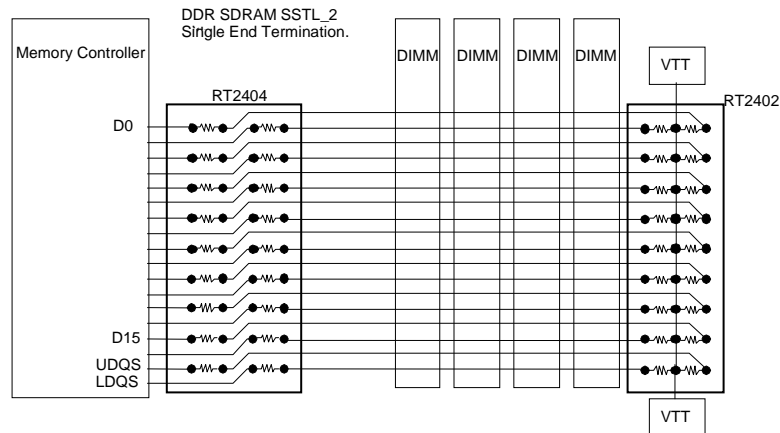 DDR SDRAM SSTL_2
Single End Termination.
Memory Controller
DIMM
DIMM
DIMM
DIMM
VTT
RT2404
RT2402
D0
D15
UDQS
LDQS
VTT